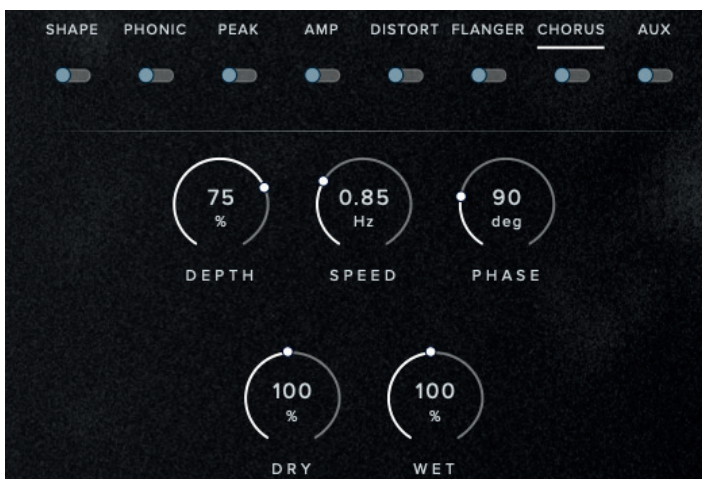 SHAPE PHONIC PEAK AMP DISTORT FLANGER CHORUS AUX
75 0.85 90
% Hz deg
DEPTH SPEED PHASE
100 100
% %
DRY WET